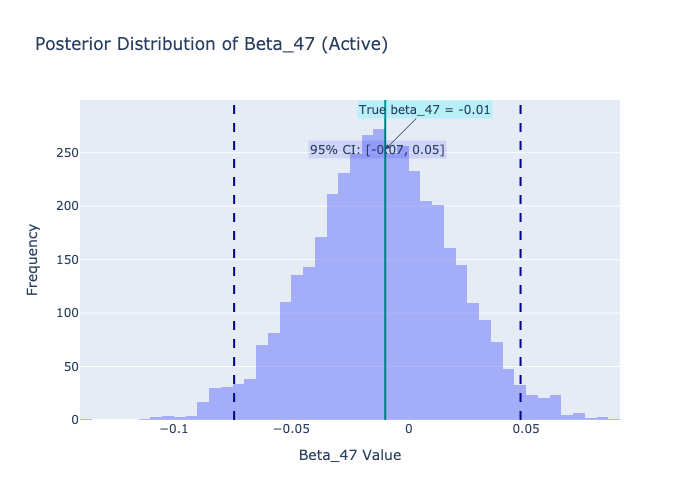 Posterior Distribution of Beta_47 (Active)
True beta_47 = -0.01
95% CI: [-0.07, 0.05]
250
200
150
100
50
0
Frequency
−0.1
−0.05
0
0.05
Beta_47 Value